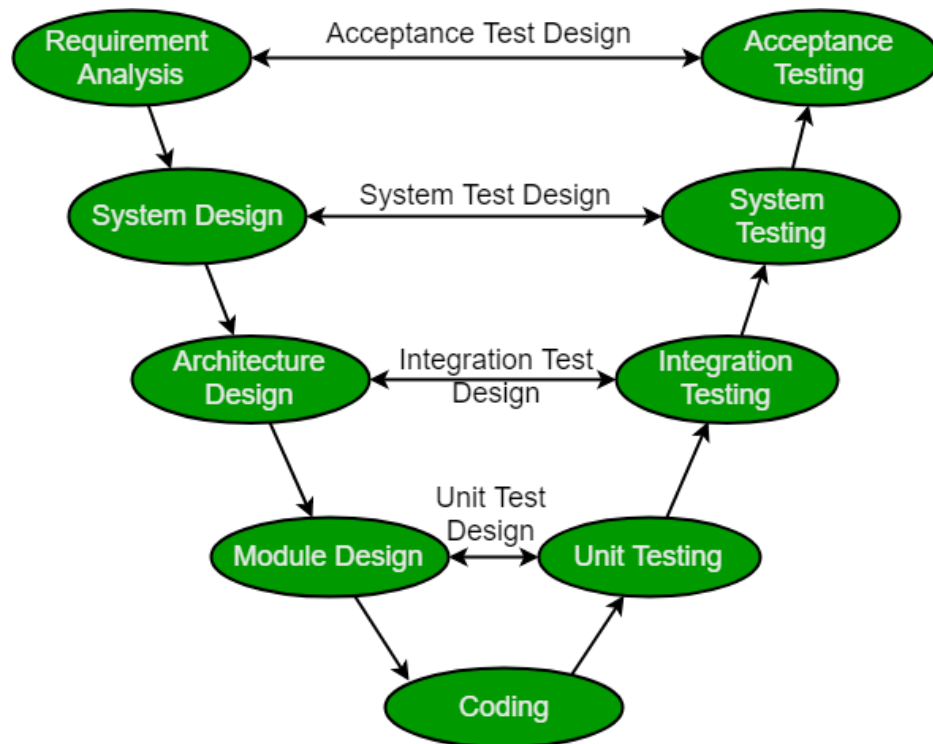 Requirement
Analysis
Acceptance Test Design
Acceptance
Testing
System Design
System Test Design
System
Testing
Architecture
Design
Integration Test
Design
Integration
Testing
Module Design
Unit Test
Design
Unit Testing
Coding